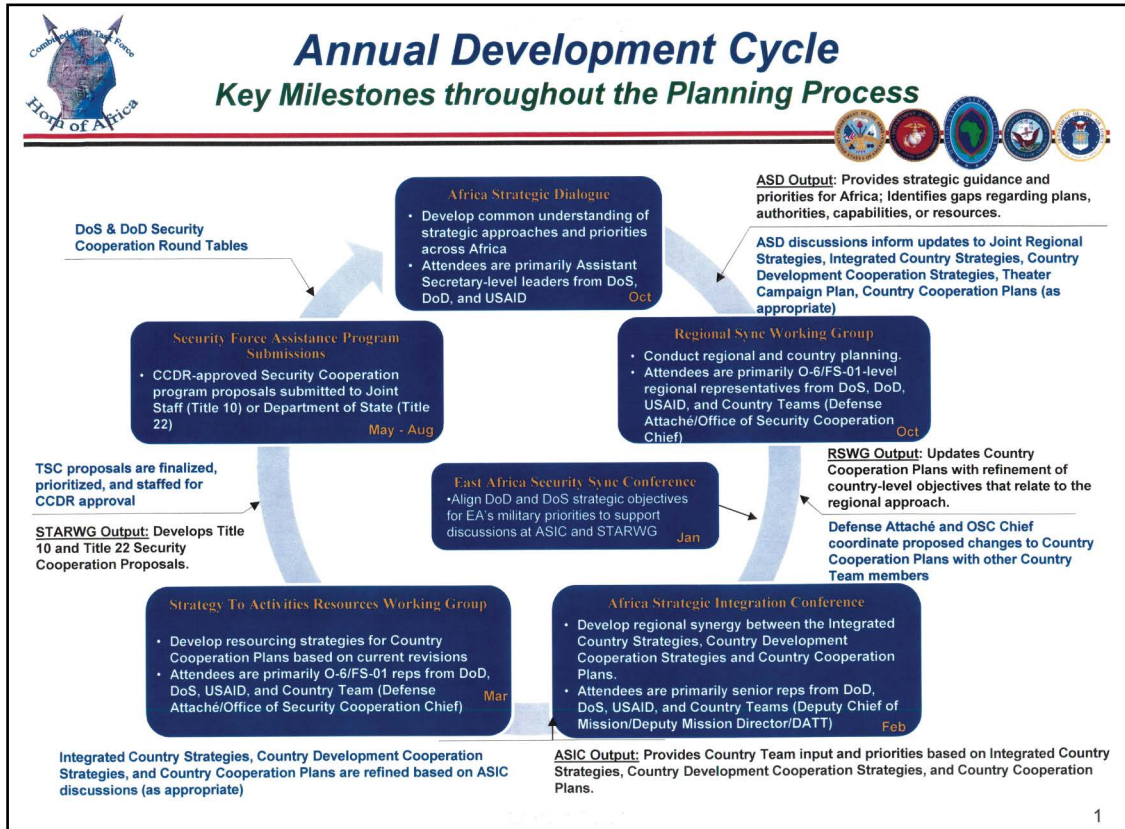 Combined Joint Task Force
Horn of Africa
Annual Development Cycle
Key Milestones throughout the Planning Process
Africa Strategic Dialogue
• Develop common understanding of
strategic approaches and priorities
across Africa
• Attendees are primarily Assistant
Secretary-level leaders from DoS,
DoD, and USAID
Oct
ASD Output: Provides strategic guidance and
priorities for Africa; Identifies gaps regarding plans,
authorities, capabilities, or resources.
ASD discussions inform updates to Joint Regional
Strategies, Integrated Country Strategies, Country
Development Cooperation Strategies, Theater
Campaign Plan, Country Cooperation Plans (as
appropriate)
DoS & DoD Security
Cooperation Round Tables
Security Force Assistance Program
Submissions
• CCDR-approved Security Cooperation
program proposals submitted to Joint
Staff (Title 10) or Department of State (Title
22)
May - Aug
Regional Sync Working Group
• Conduct regional and country planning.
• Attendees are primarily O-6/FS-01-level
regional representatives from DoS, DoD,
USAID, and Country Teams (Defense
Attaché/Office of Security Cooperation
Chief)
Oct
RSWG Output: Updates Country
Cooperation Plans with refinement of
country-level objectives that relate to the
regional approach.
Defense Attaché and OSC Chief
coordinate proposed changes to Country
Cooperation Plans with other Country
Team members
East Africa Security Sync Conference
•Align DoD and DoS strategic objectives
for EA's military priorities to support
discussions at ASIC and STARWG
Jan
TSC proposals are finalized,
prioritized, and staffed for
CCDR approval
STARWG Output: Develops Title
10 and Title 22 Security
Cooperation Proposals.
Strategy To Activities Resources Working Group
• Develop resourcing strategies for Country
Cooperation Plans based on current revisions
• Attendees are primarily O-6/FS-01 reps from DoD,
DoS, USAID, and Country Team (Defense
Attaché/Office of Security Cooperation Chief)
Mar
Africa Strategic Integration Conference
• Develop regional synergy between the Integrated
Country Strategies, Country Development
Cooperation Strategies and Country Cooperation
Plans.
• Attendees are primarily senior reps from DoD,
DoS, USAID, and Country Teams (Deputy Chief of
Mission/Deputy Mission Director/DATT)
Feb
Integrated Country Strategies, Country Development Cooperation
Strategies, and Country Cooperation Plans are refined based on ASIC
discussions (as appropriate)
ASIC Output: Provides Country Team input and priorities based on Integrated Country
Strategies, Country Development Cooperation Strategies, and Country Cooperation
Plans.
1